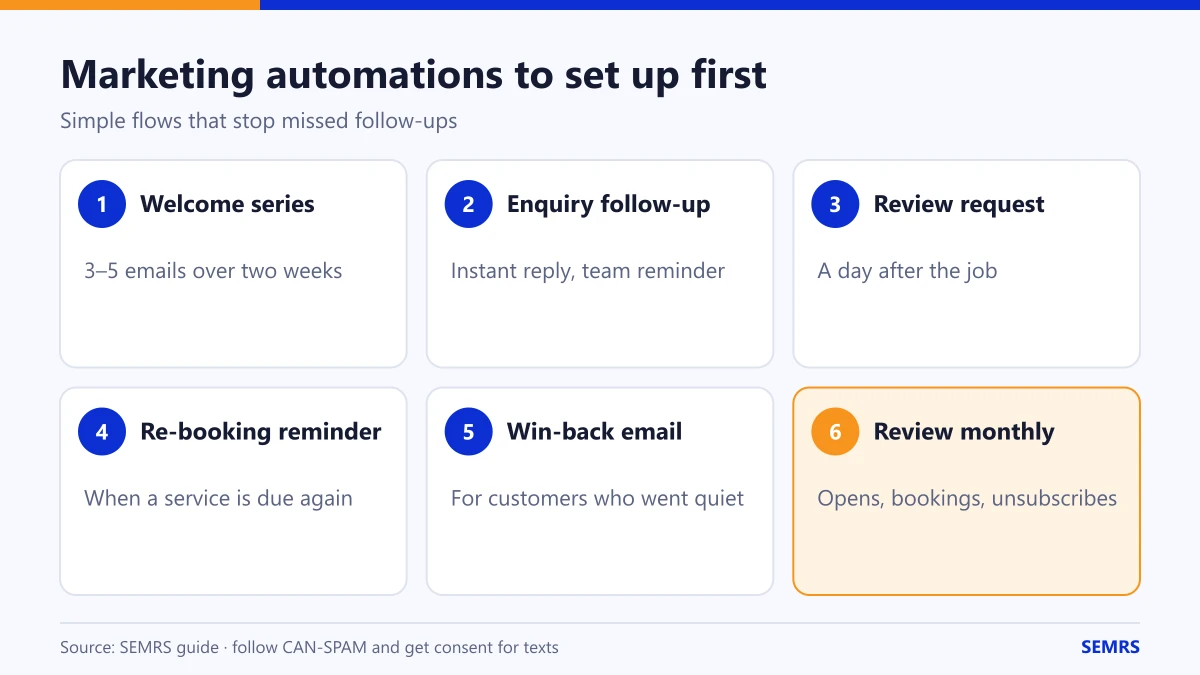 Marketing automations to set up first
Simple flows that stop missed follow-ups
1 Welcome series
3–5 emails over two weeks
2 Enquiry follow-up
Instant reply, team reminder
3 Review request
A day after the job
4 Re-booking reminder
When a service is due again
5 Win-back email
For customers who went quiet
6 Review monthly
Opens, bookings, unsubscribes
Source: SEMRS guide · follow CAN-SPAM and get consent for texts
SEMRS